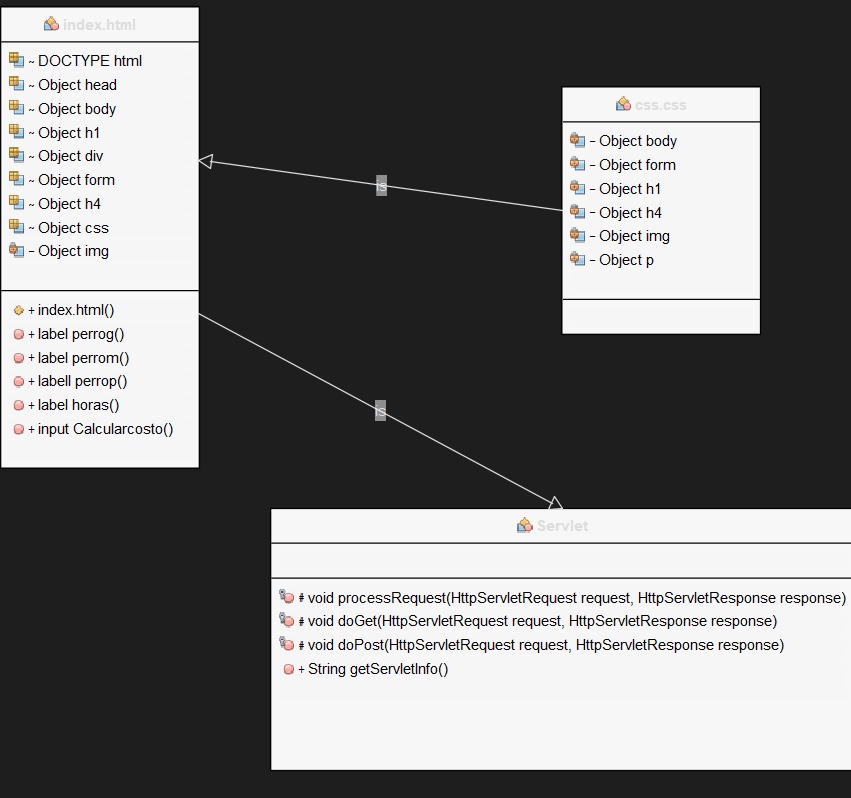 index.html
~ DOCTYPE html
~ Object head
~ Object body
~ Object h1
~ Object div
~ Object form
~ Object h4
~ Object css
- Object img
+ index.html()
+ label perrog()
+ label perrom()
+ labell perrop()
+ label horas()
+ input Calcularcosto()
css.css
- Object body
- Object form
- Object h1
- Object h4
- Object img
- Object p
is
is
Servlet
# void processRequest(HttpServletRequest request, HttpServletResponse response)
# void doGet(HttpServletRequest request, HttpServletResponse response)
# void doPost(HttpServletRequest request, HttpServletResponse response)
+ String getServletInfo()